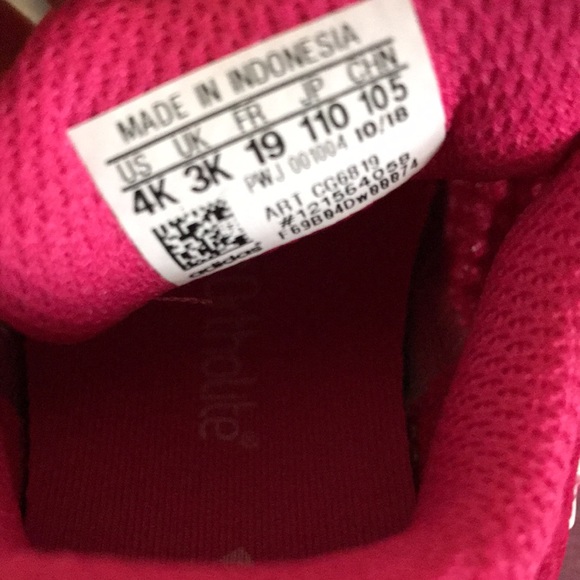 MADE IN INDONESIA
US UK FR JP CHN
4K 3K 19 110 105
PWJ 001004 10/18
ART CG6819
#121564059
adidas